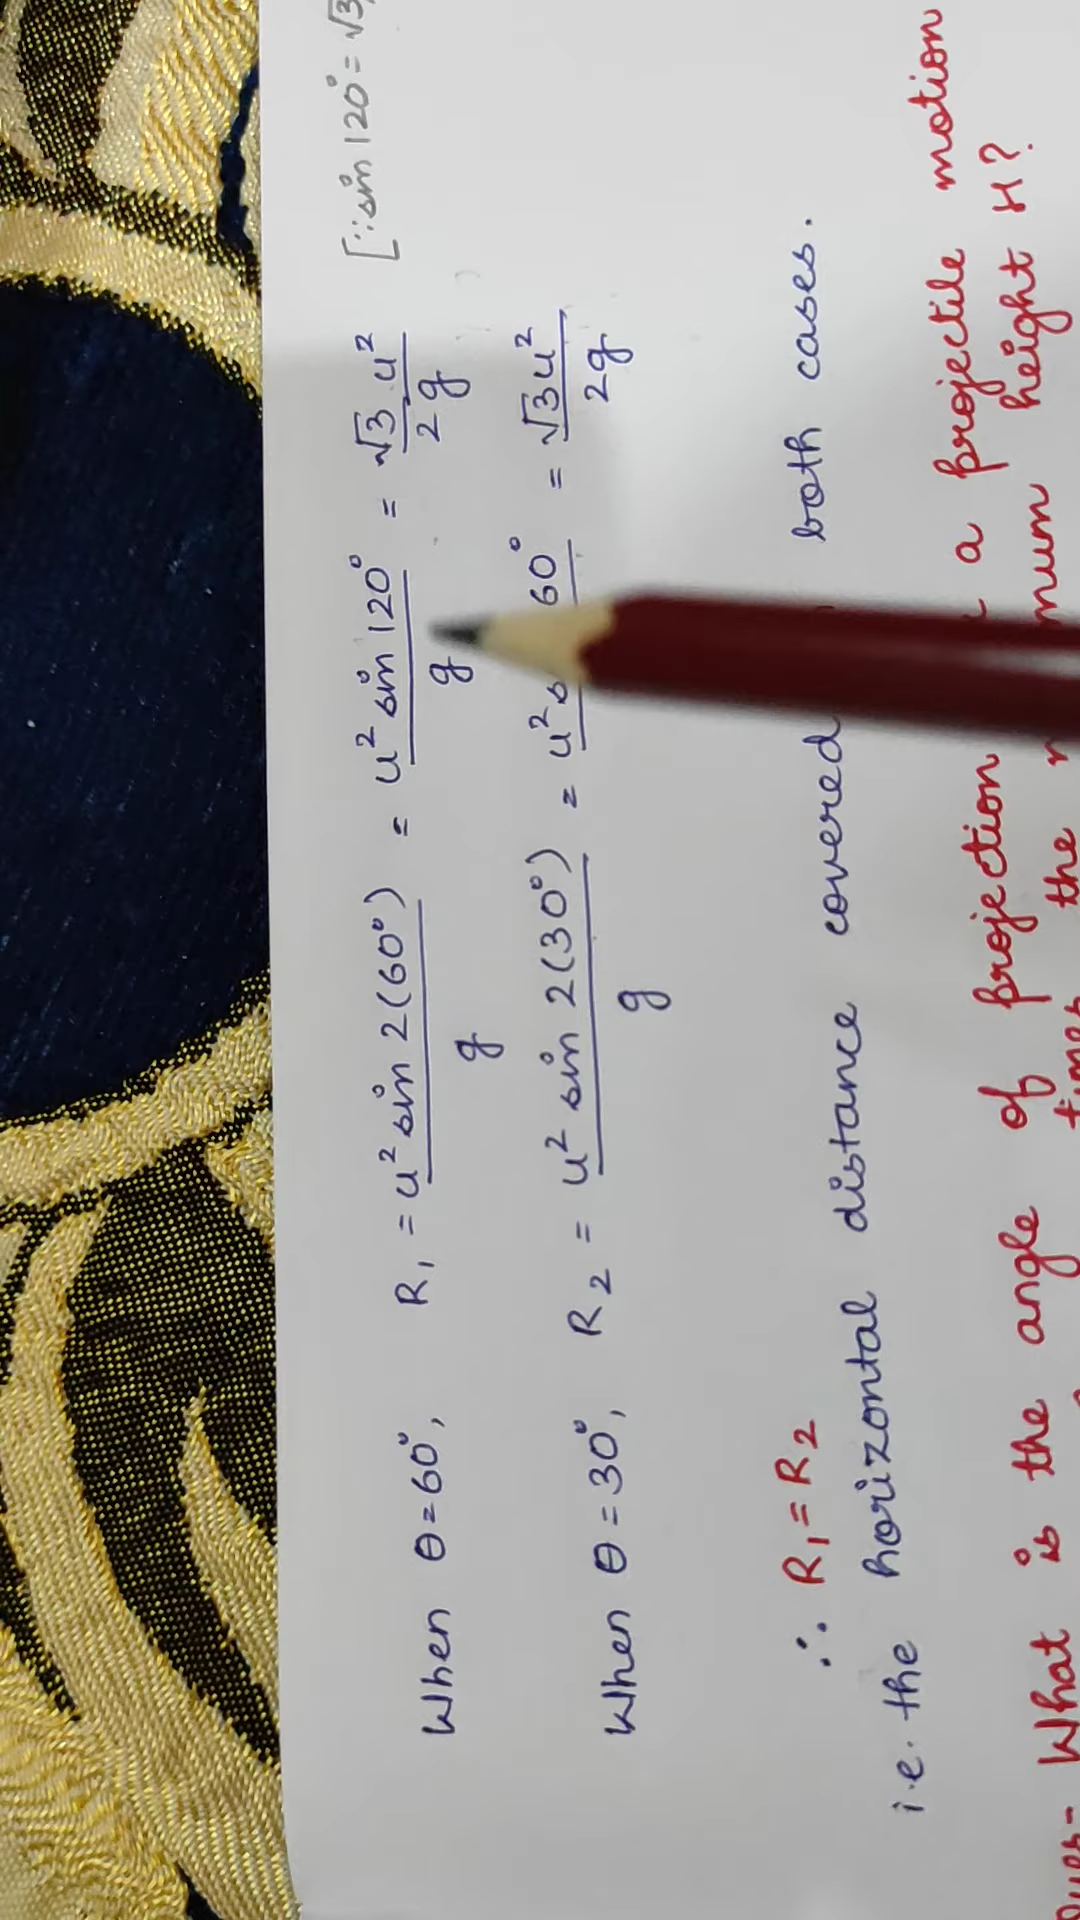 When θ=60°, R₁ = u² sin 2(60°)/g = u² sin 120°/g = √3 u²/2g [∵ sin 120° = √3
When θ=30°, R₂ = u² sin 2(30°)/g = u² 60°/g = √3u²/2g
∴ R₁=R₂
i.e. the horizontal distance covered both cases.
What is the angle of projection a projectile motion
the height H?